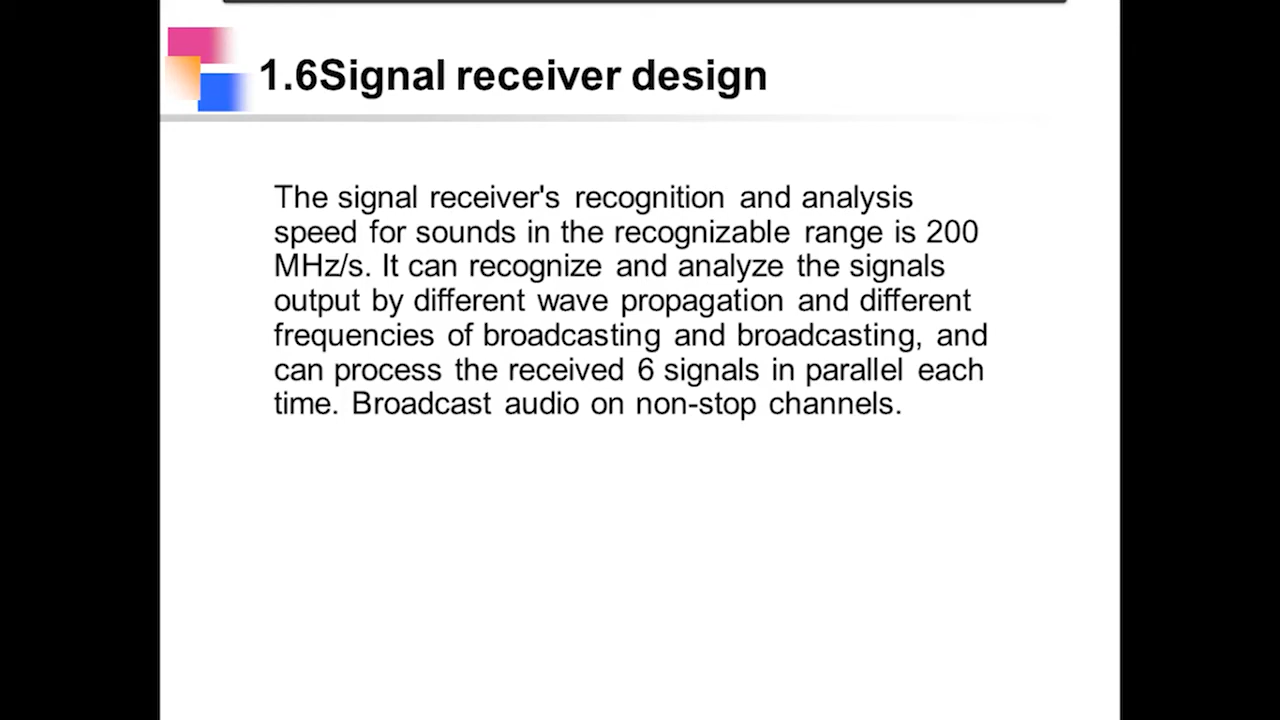 1.6Signal receiver design
The signal receiver's recognition and analysis
speed for sounds in the recognizable range is 200
MHz/s. It can recognize and analyze the signals
output by different wave propagation and different
frequencies of broadcasting and broadcasting, and
can process the received 6 signals in parallel each
time. Broadcast audio on non-stop channels.